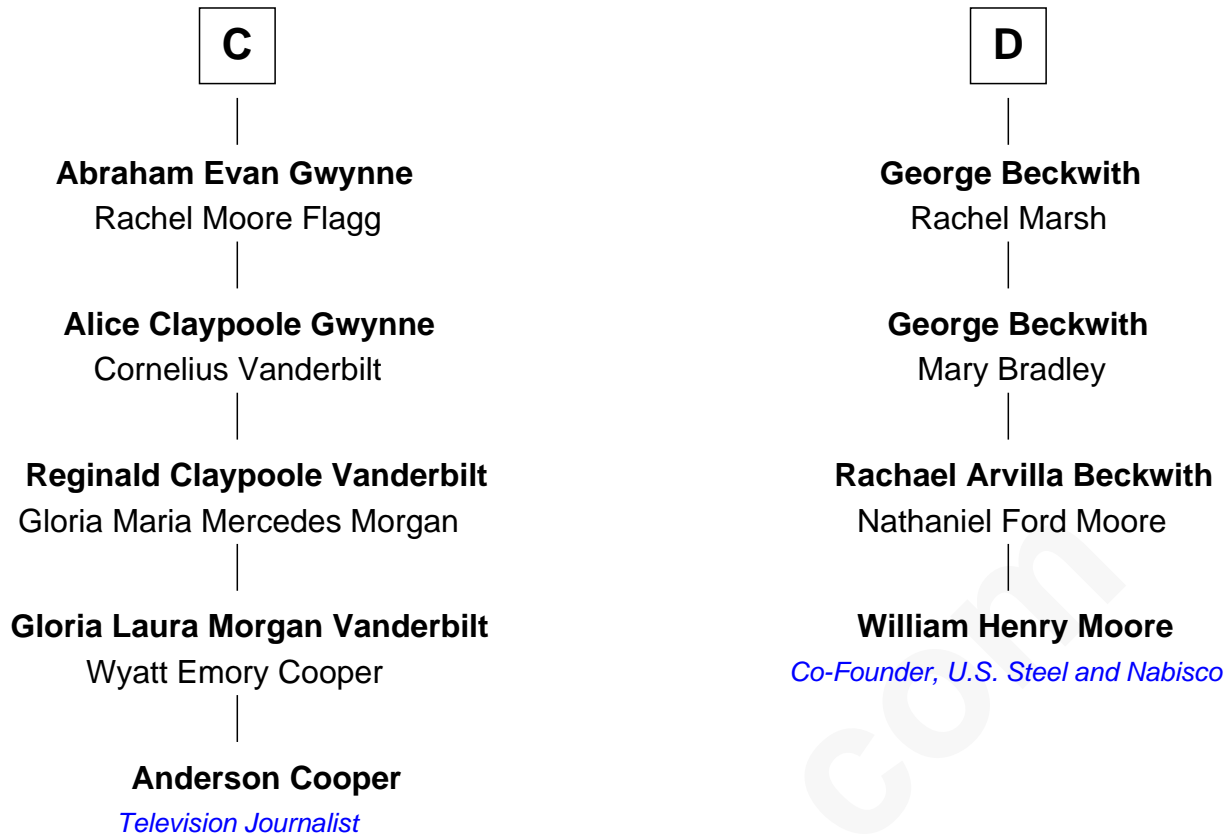 C
Abraham Evan Gwynne
Rachel Moore Flagg
Alice Claypoole Gwynne
Cornelius Vanderbilt
Reginald Claypoole Vanderbilt
Gloria Maria Mercedes Morgan
Gloria Laura Morgan Vanderbilt
Wyatt Emory Cooper
Anderson Cooper
Television Journalist
D
George Beckwith
Rachel Marsh
George Beckwith
Mary Bradley
Rachael Arvilla Beckwith
Nathaniel Ford Moore
William Henry Moore
Co-Founder, U.S. Steel and Nabisco
com